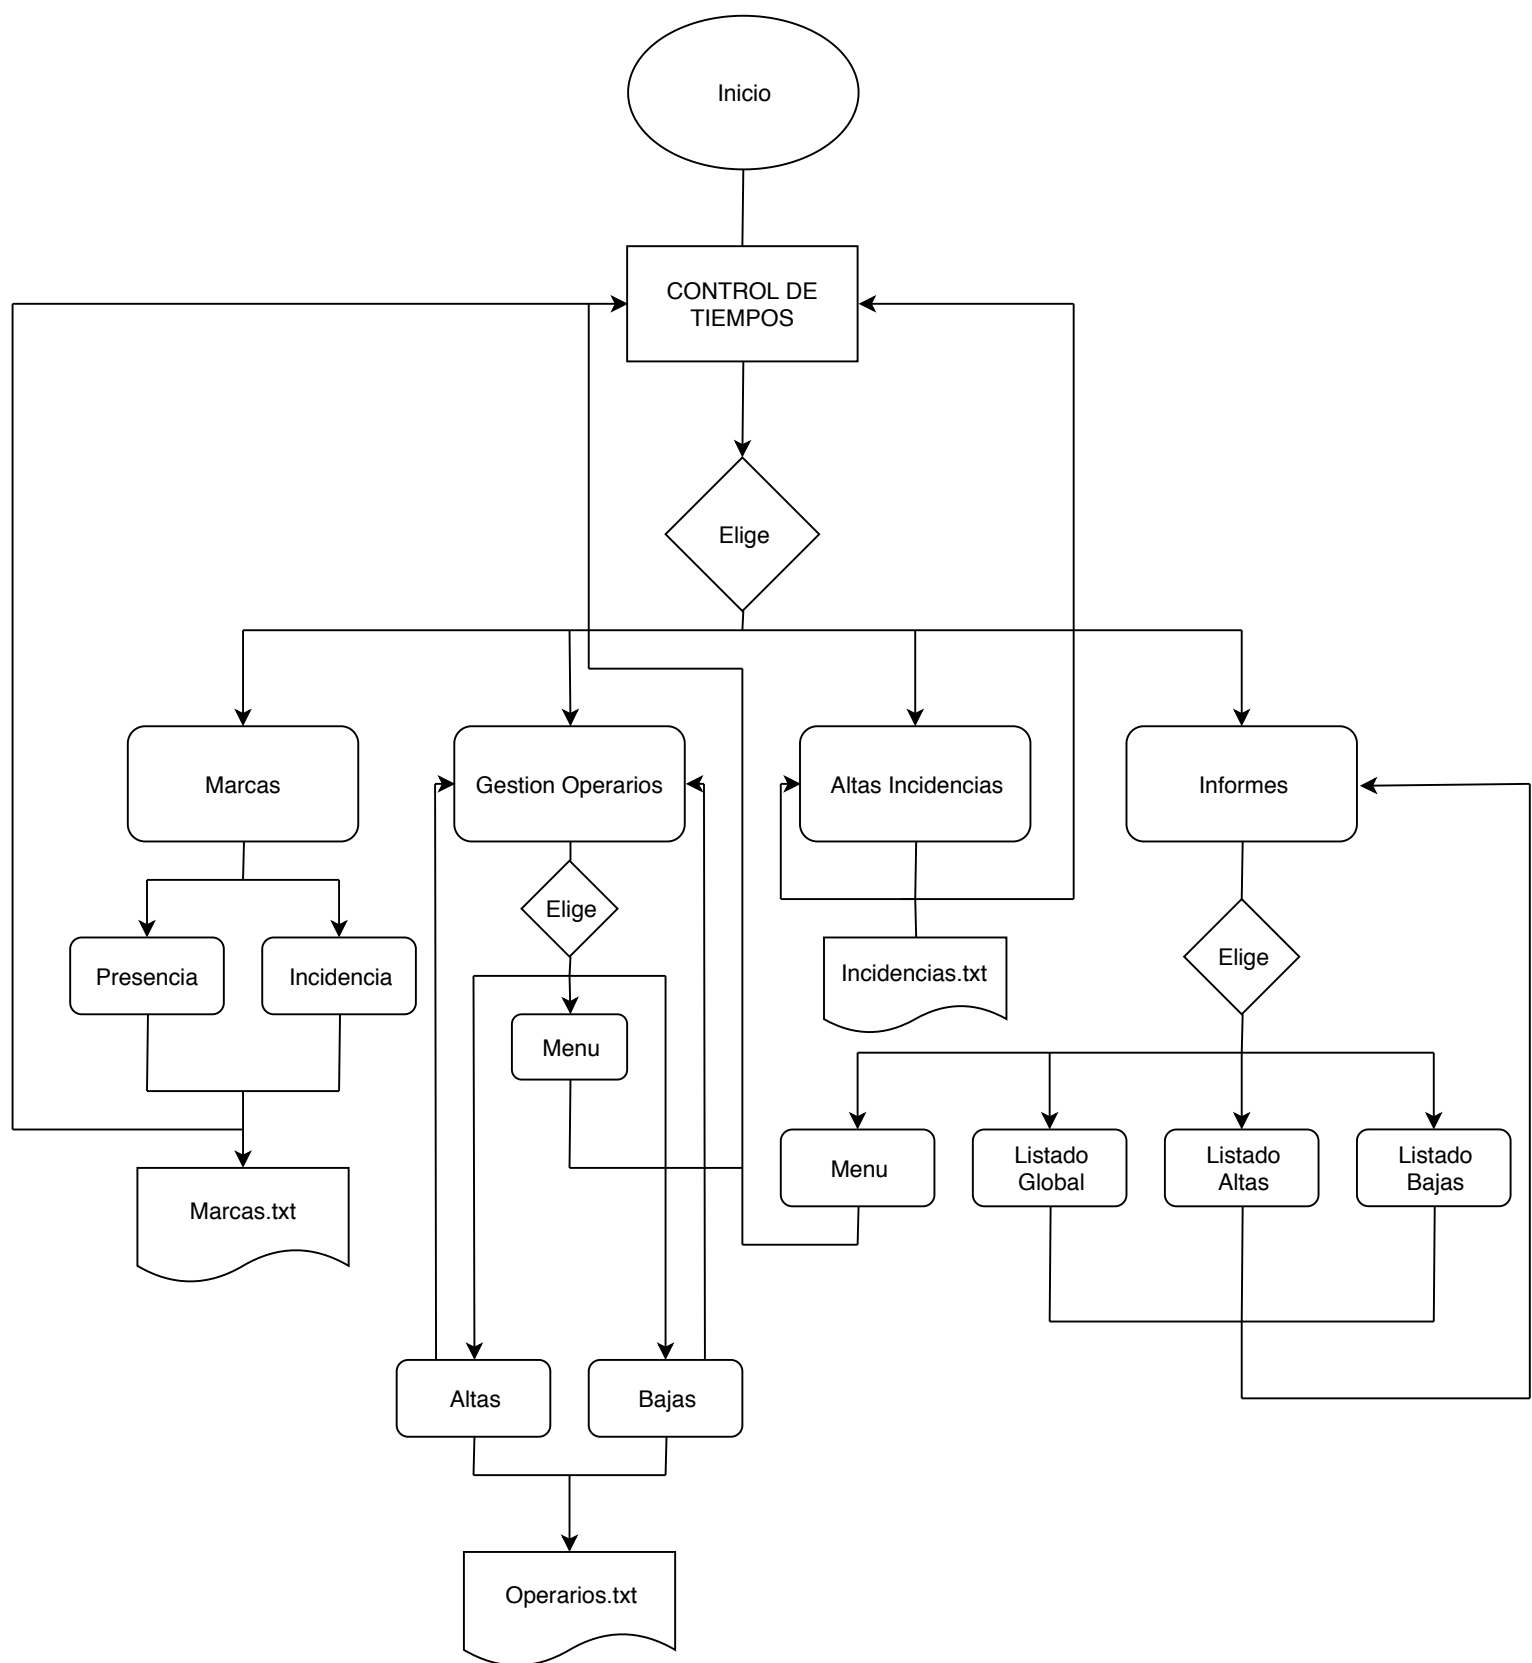 Inicio
CONTROL DE
TIEMPOS
Elige
Marcas
Gestion Operarios
Altas Incidencias
Informes
Elige
Presencia
Incidencia
Incidencias.txt
Elige
Menu
Menu
Listado
Global
Listado
Altas
Listado
Bajas
Marcas.txt
Altas
Bajas
Operarios.txt